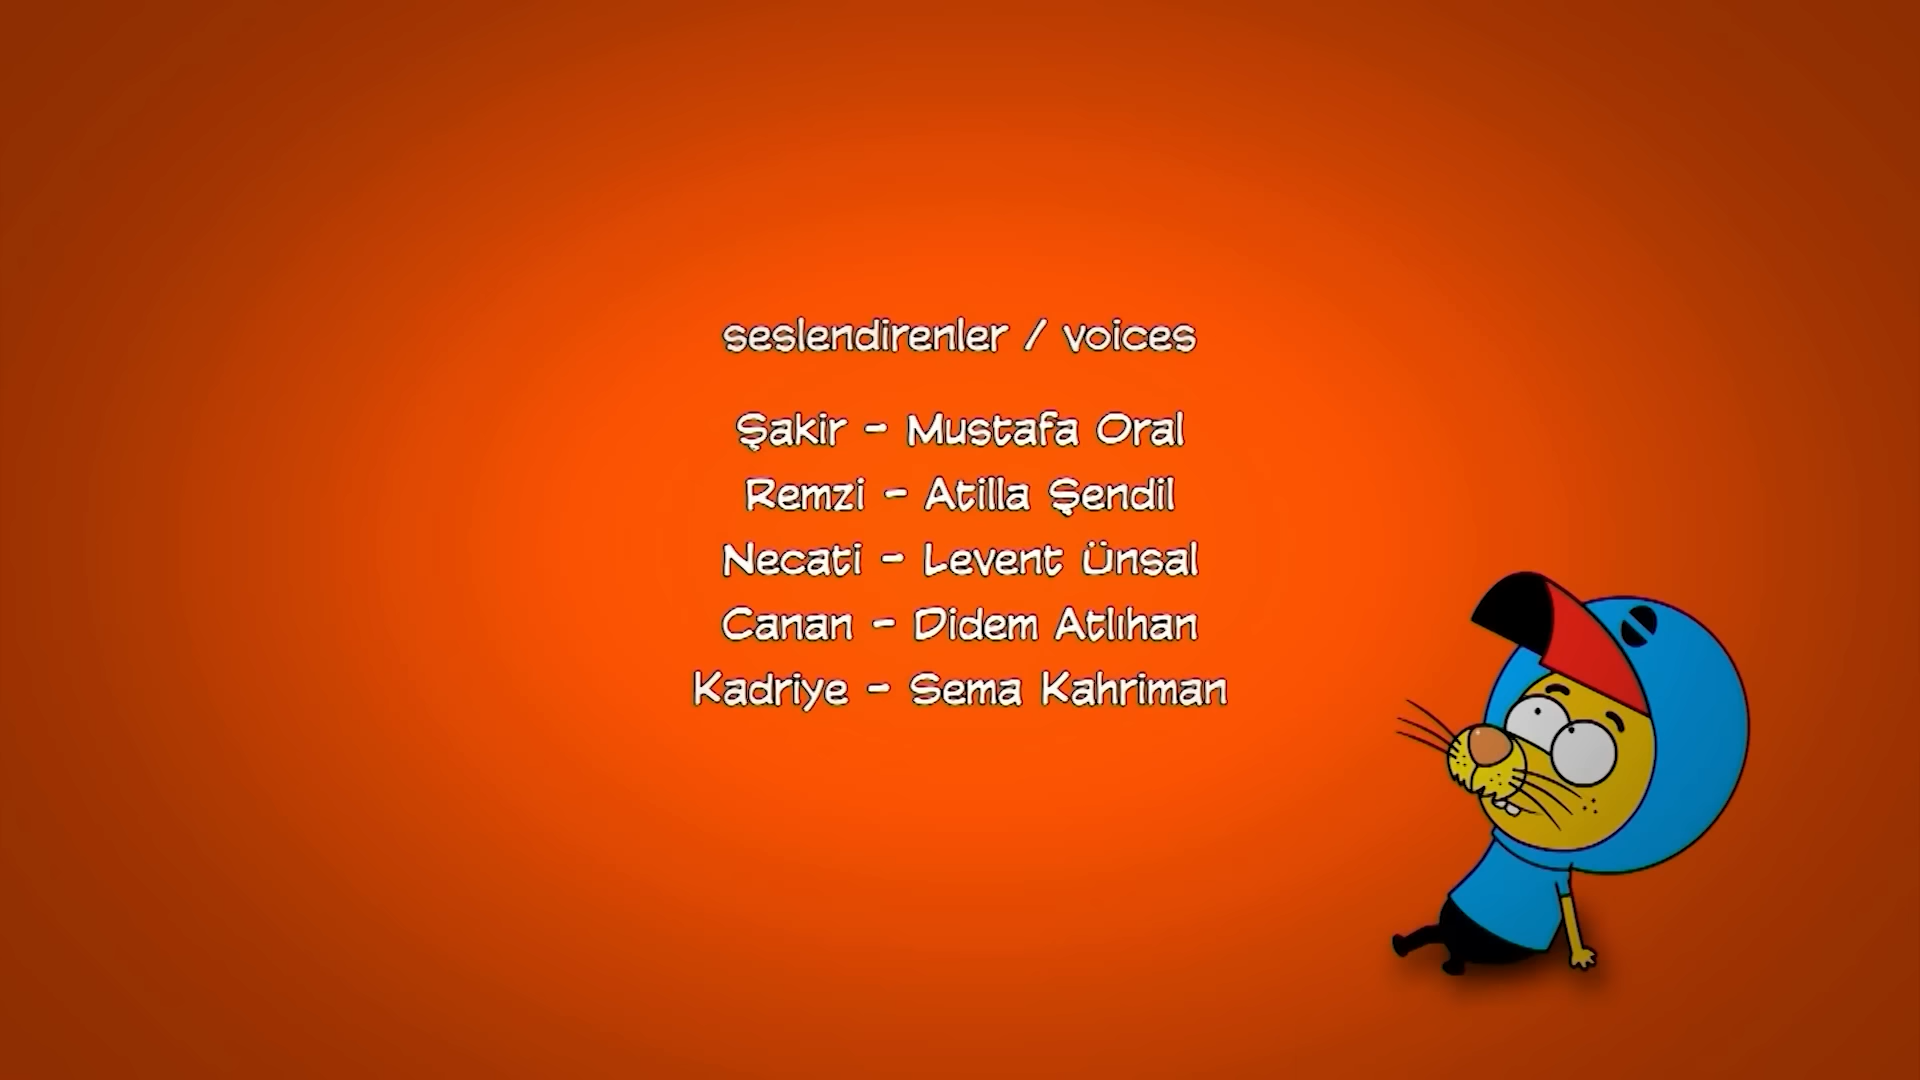 seslendirenler / voices
Şakir - Mustafa Oral
Remzi - Atilla Şendil
Necati - Levent Ünsal
Canan - Didem Atlıhan
Kadriye - Sema Kahriman